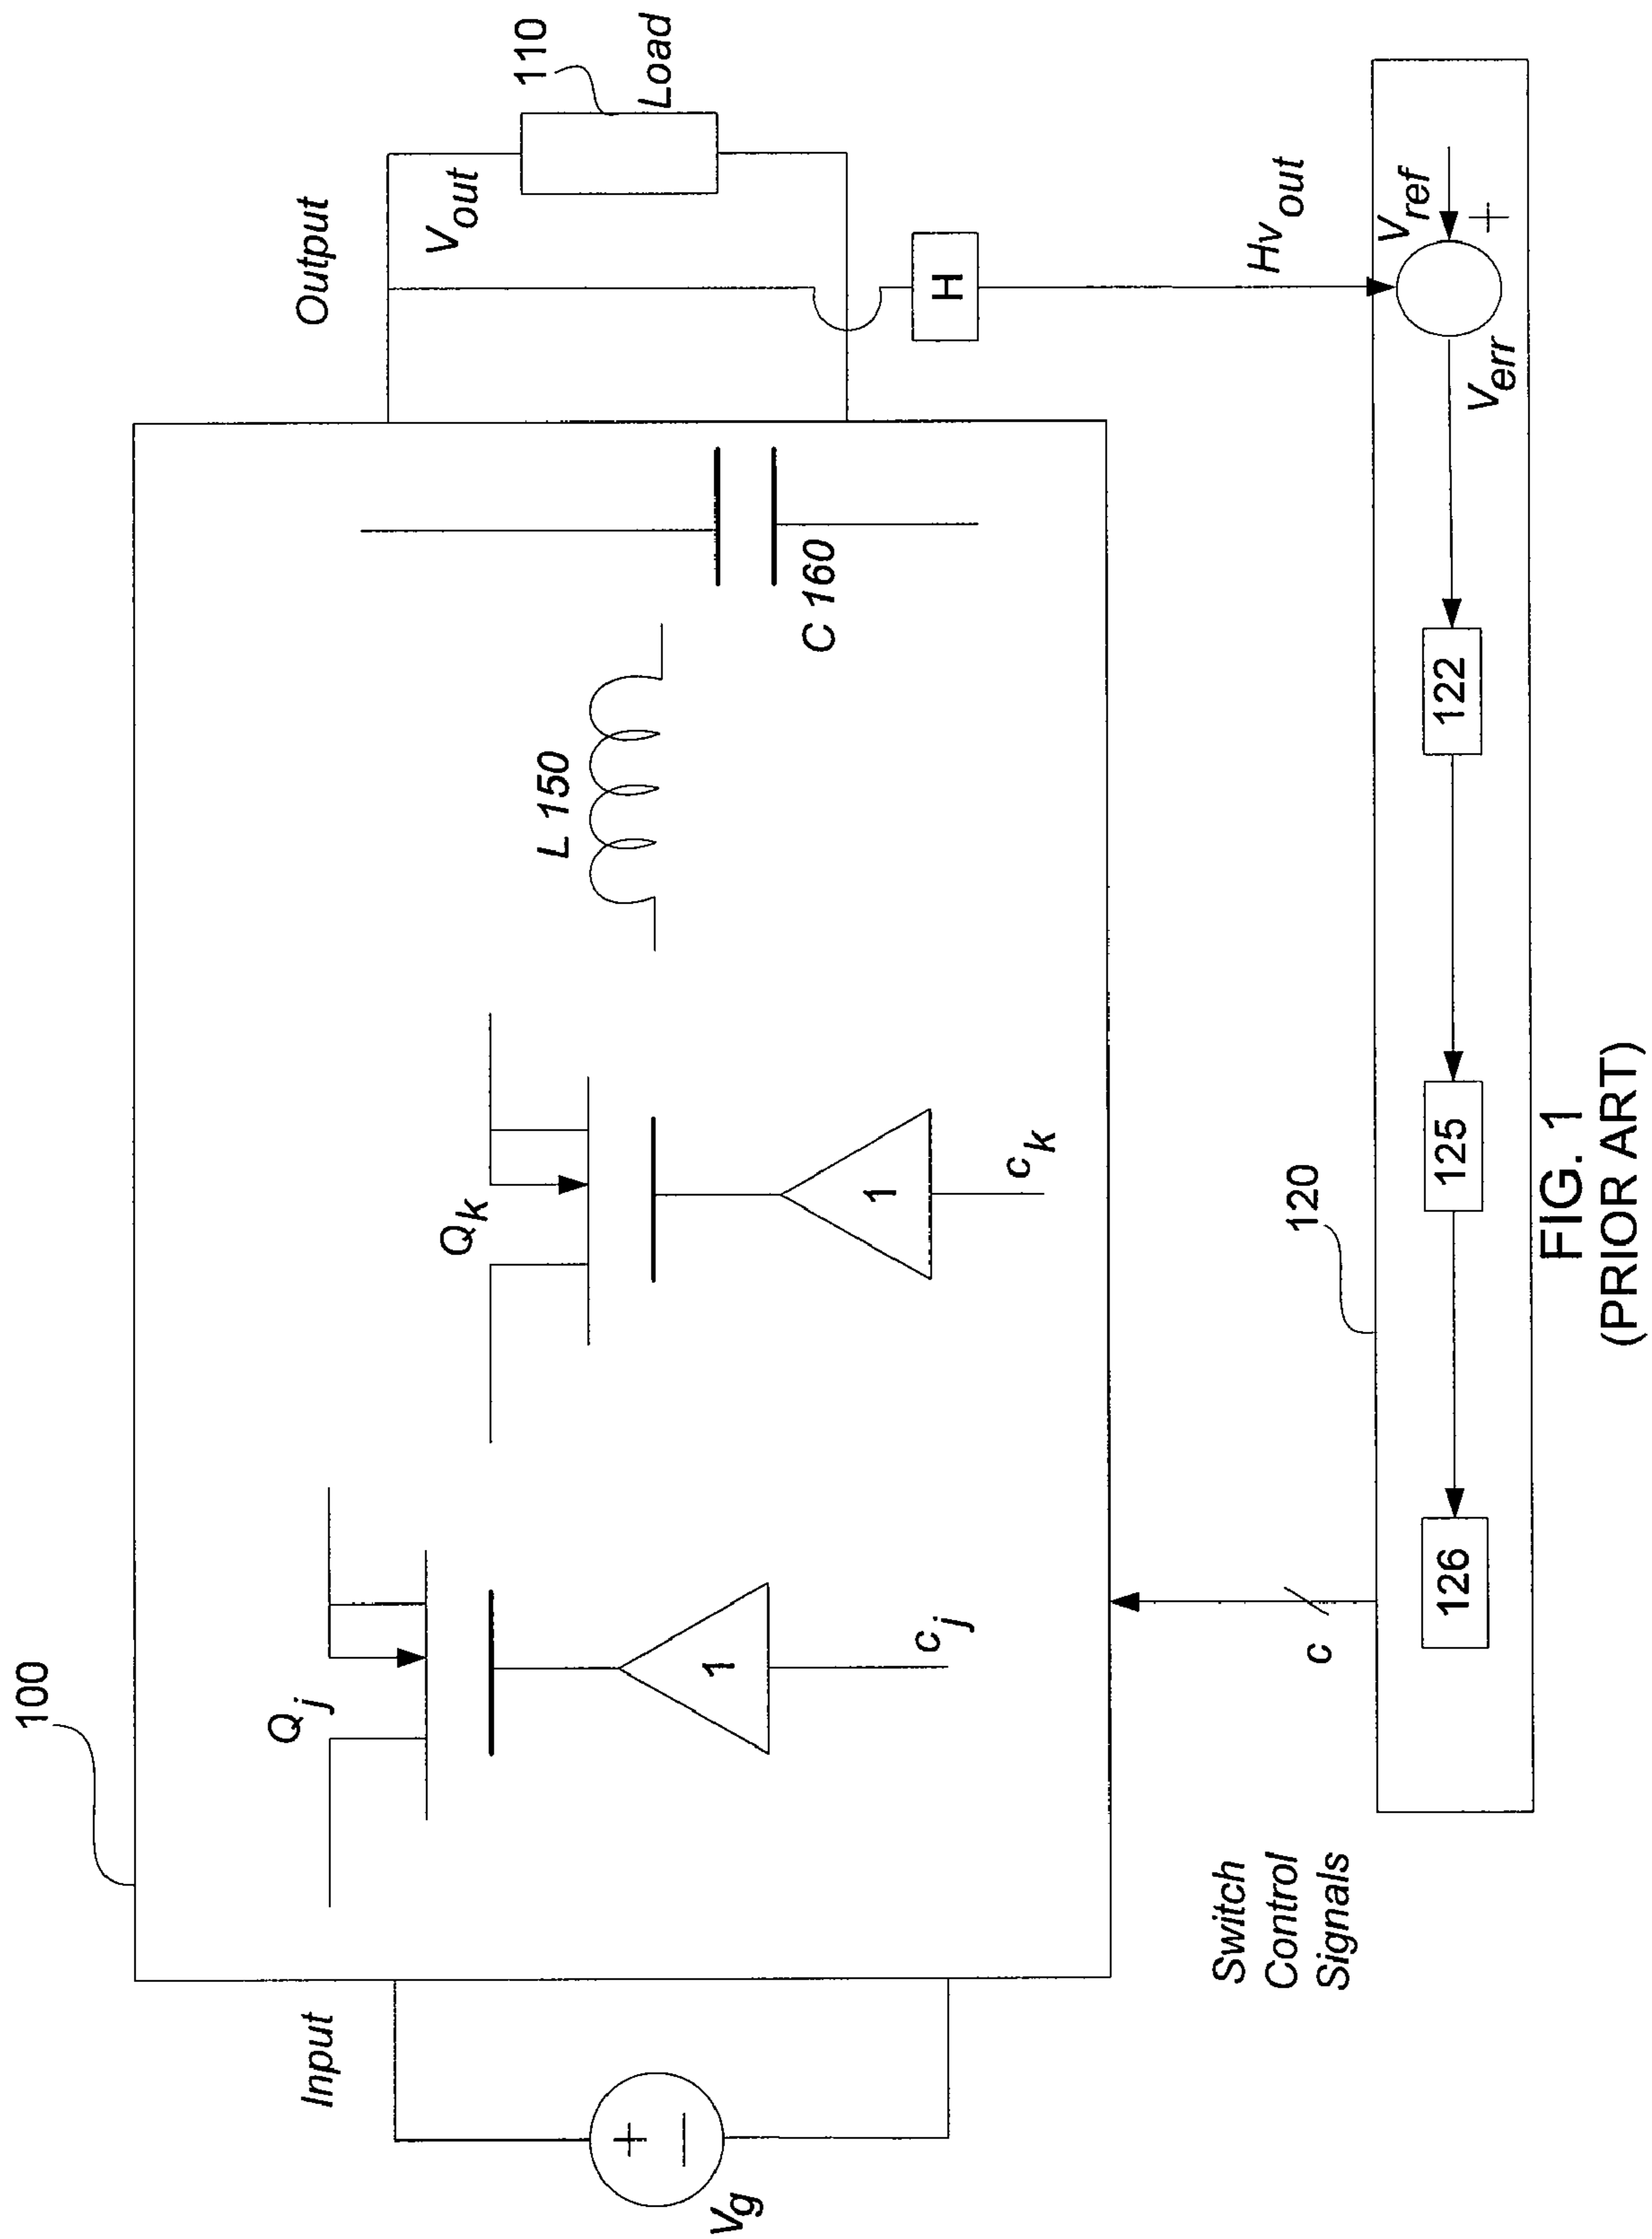 100
Input
Output
Vout
110
Load
Qj
Qk
L 150
C 160
1
1
cj
ck
Vg
+
−
H
Hvout
Switch
Control
Signals
c
120
126
125
122
Verr
Vref
+
FIG. 1
(PRIOR ART)